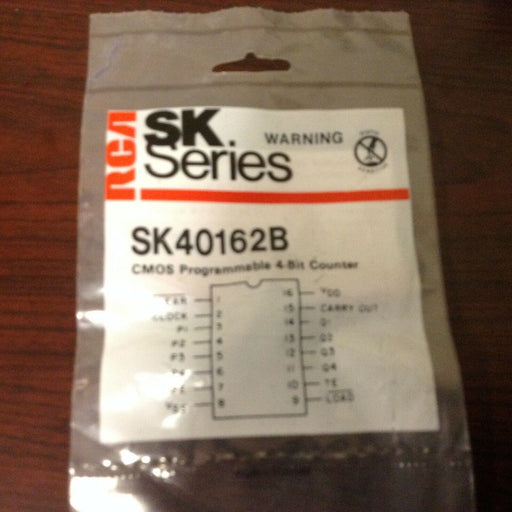 RCA
SK
Series
WARNING
SK40162B
CMOS Programmable 4-Bit Counter
1 16 VDD
CLOCK 2 15 CARRY OUT
P1 3 14 Q1
P2 4 13 Q2
P3 5 12 Q3
6 11 Q4
7 10 TE
8 9 LOAD